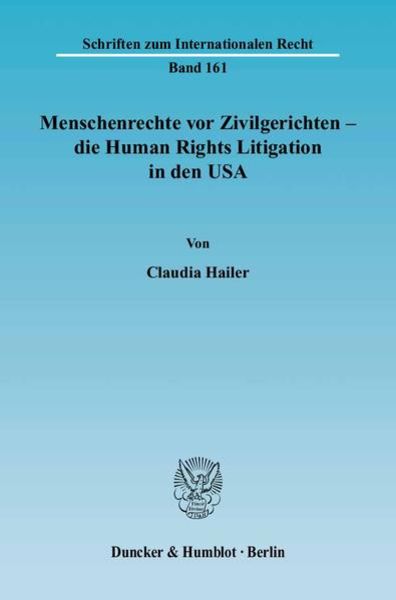 Schriften zum Internationalen Recht
Band 161
Menschenrechte vor Zivilgerichten –
die Human Rights Litigation
in den USA
Von
Claudia Hailer
Duncker & Humblot · Berlin